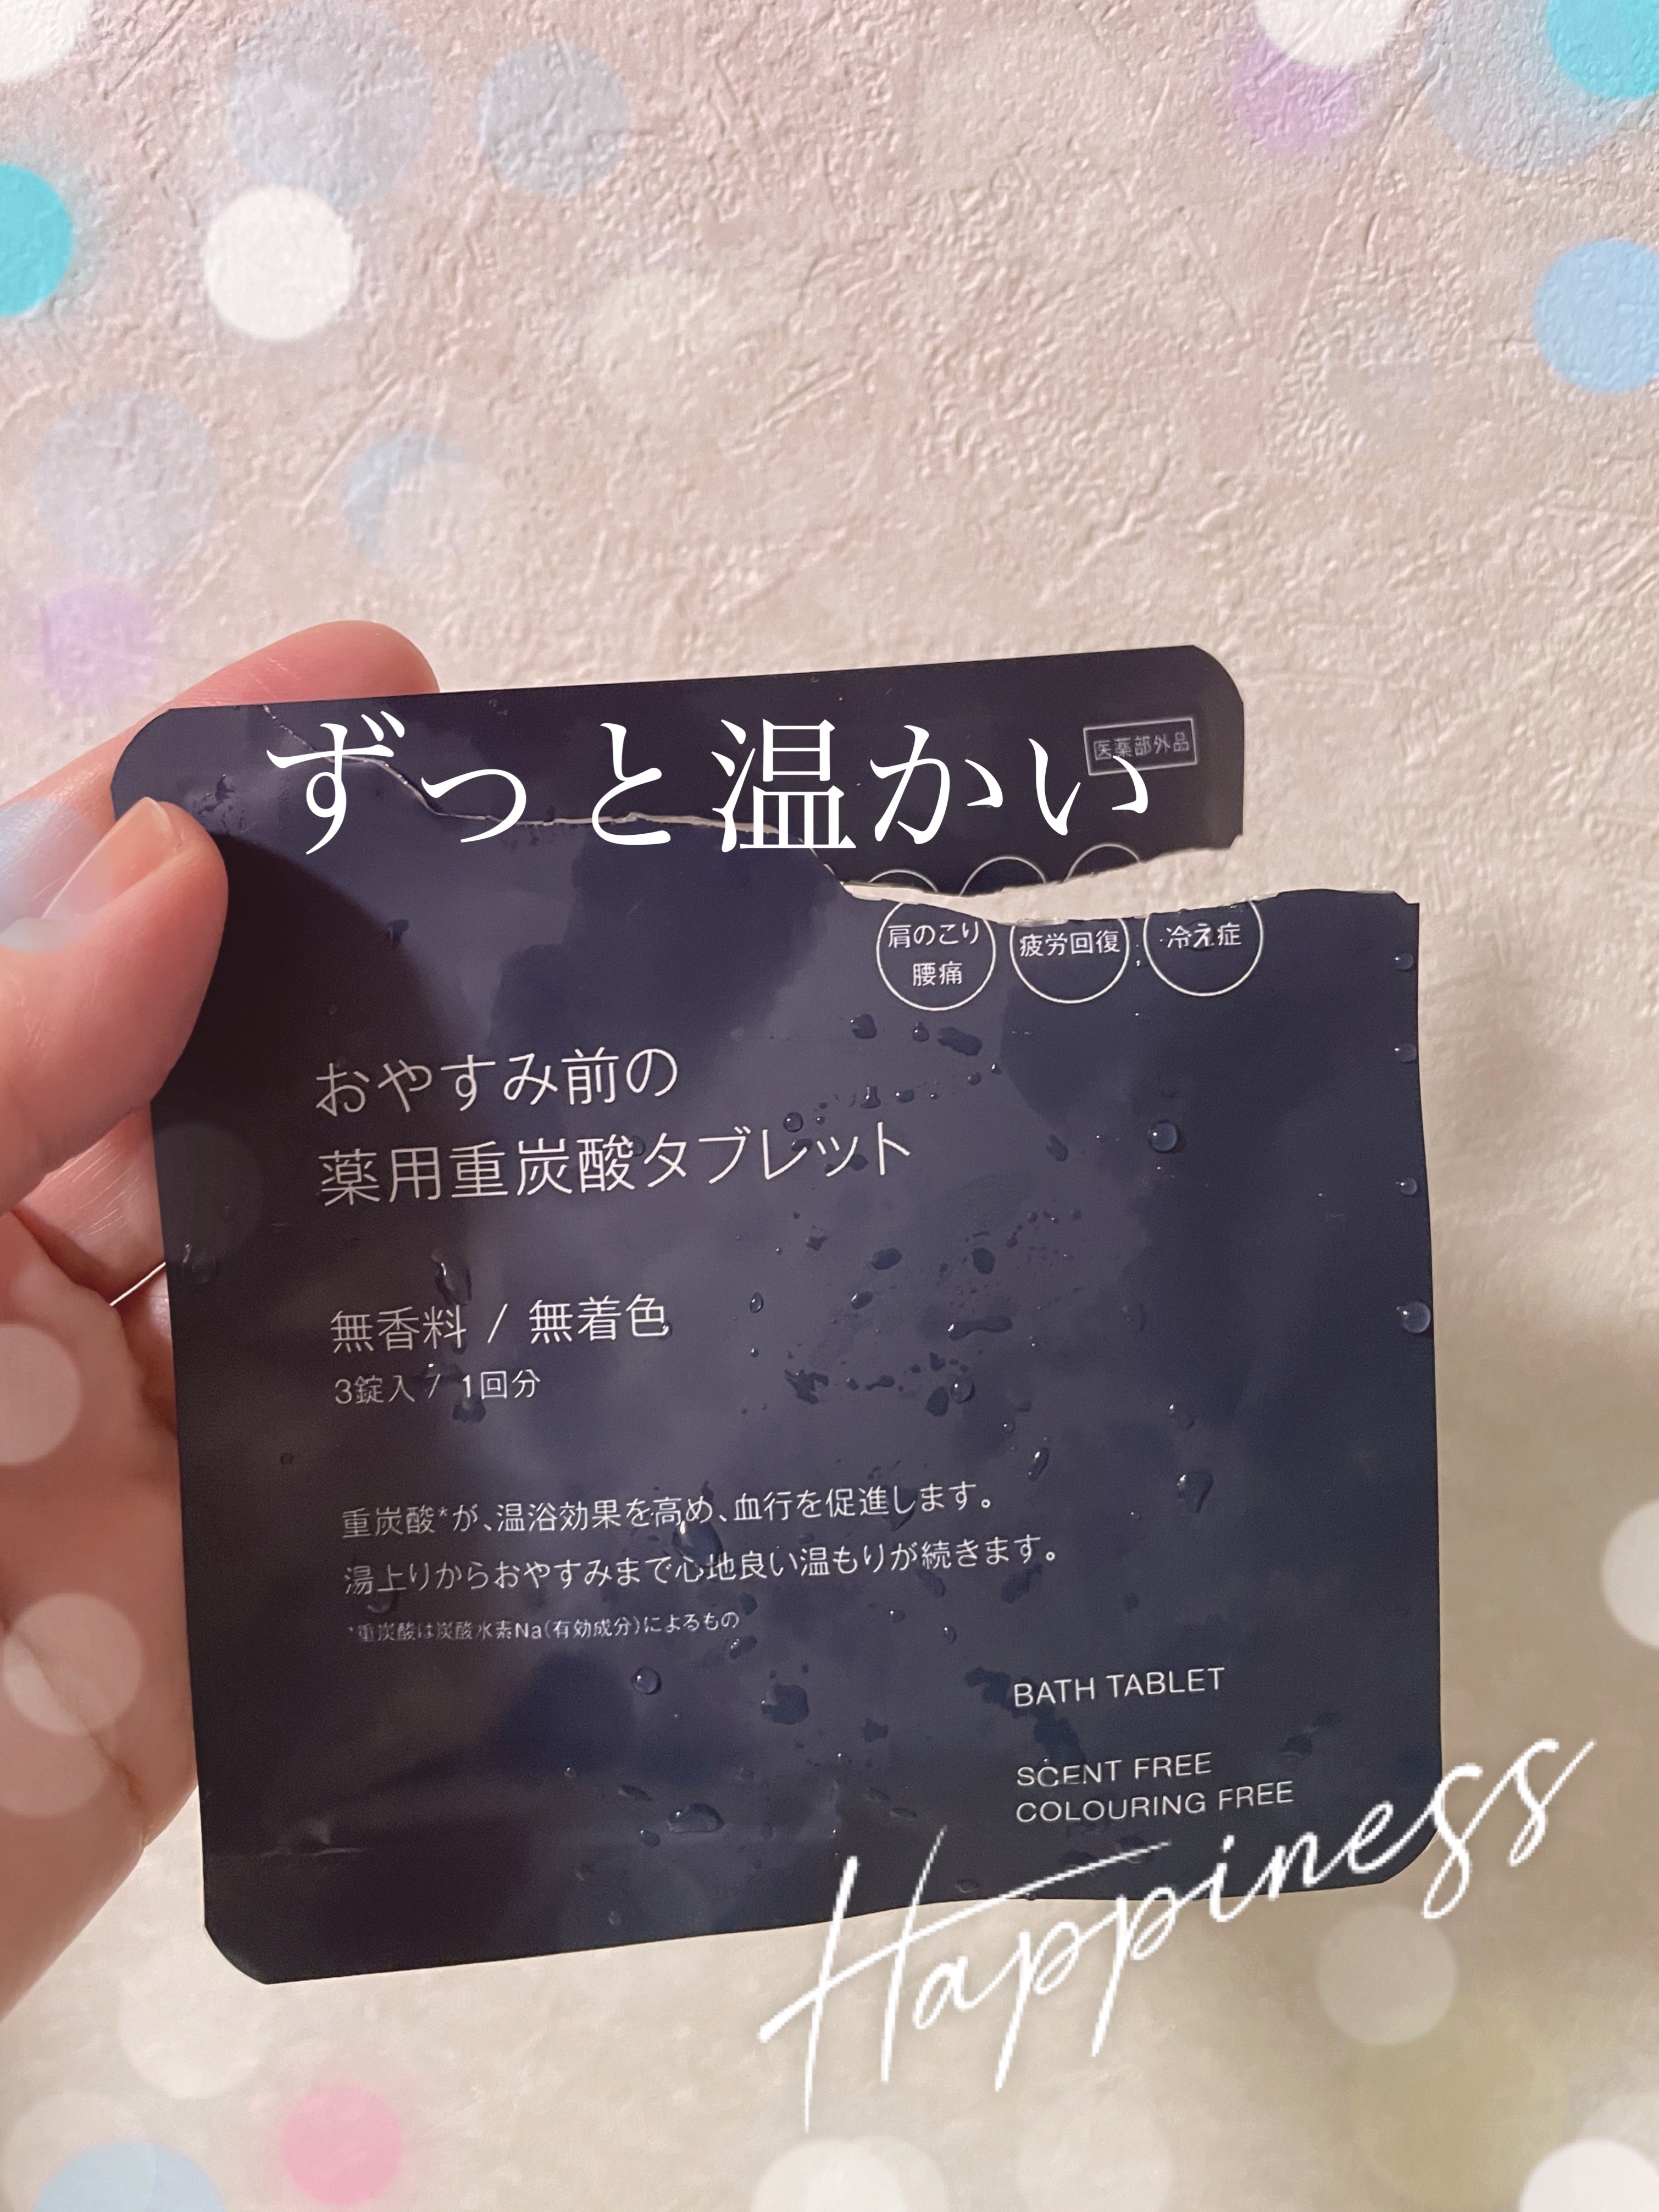 ずっと温かい
医薬部外品
肩のこり
腰痛
疲労回復
冷え症
おやすみ前の
薬用重炭酸タブレット
無香料 / 無着色
3錠入 / 1回分
重炭酸*が、温浴効果を高め、血行を促進します。
湯上りからおやすみまで心地良い温もりが続きます。
*重炭酸は炭酸水素Na(有効成分)によるもの
BATH TABLET
SCENT FREE
COLOURING FREE
Happiness